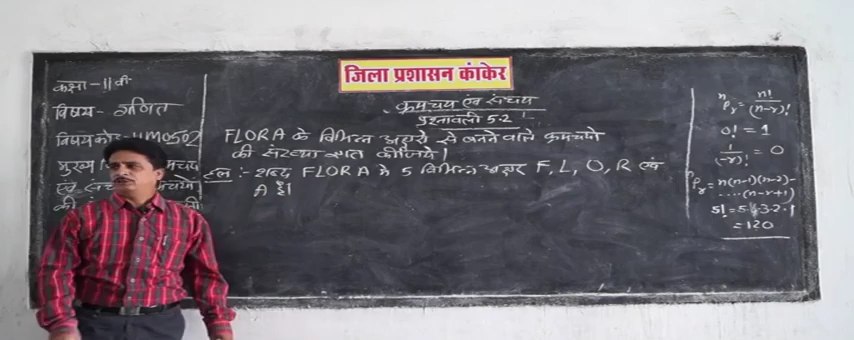 जिला प्रशासन कांकेर
कक्षा - 11वी
विषय - गणित
विषय कोड - HM0502
मुख्य
क्रमचय एवं संचय
प्रश्नावली 5.2
FLORA के विभिन्न अक्षरों से बनने वाले क्रमचयो
की संख्या ज्ञात कीजिये।
हल :- शब्द FLORA में 5 विभिन्न अक्षर F, L, O, R एवं
A है।
ⁿPᵣ = n!/(n-r)!
0! = 1
1/(-r)! = 0
ⁿPᵣ = n(n-1)(n-2)-
....(n-r+1)
5! = 5·4·3·2·1
= 120